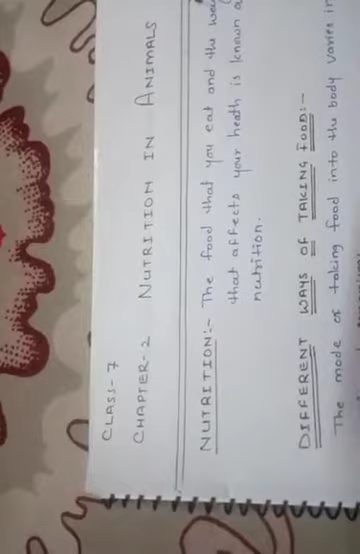 CLASS-7
CHAPTER-2 NUTRITION IN ANIMALS
NUTRITION:- The food that you eat and the
that affects your heath is known
nutrition.
DIFFERENT WAYS OF TAKING FOOD:-
The mode of taking food into the body varies